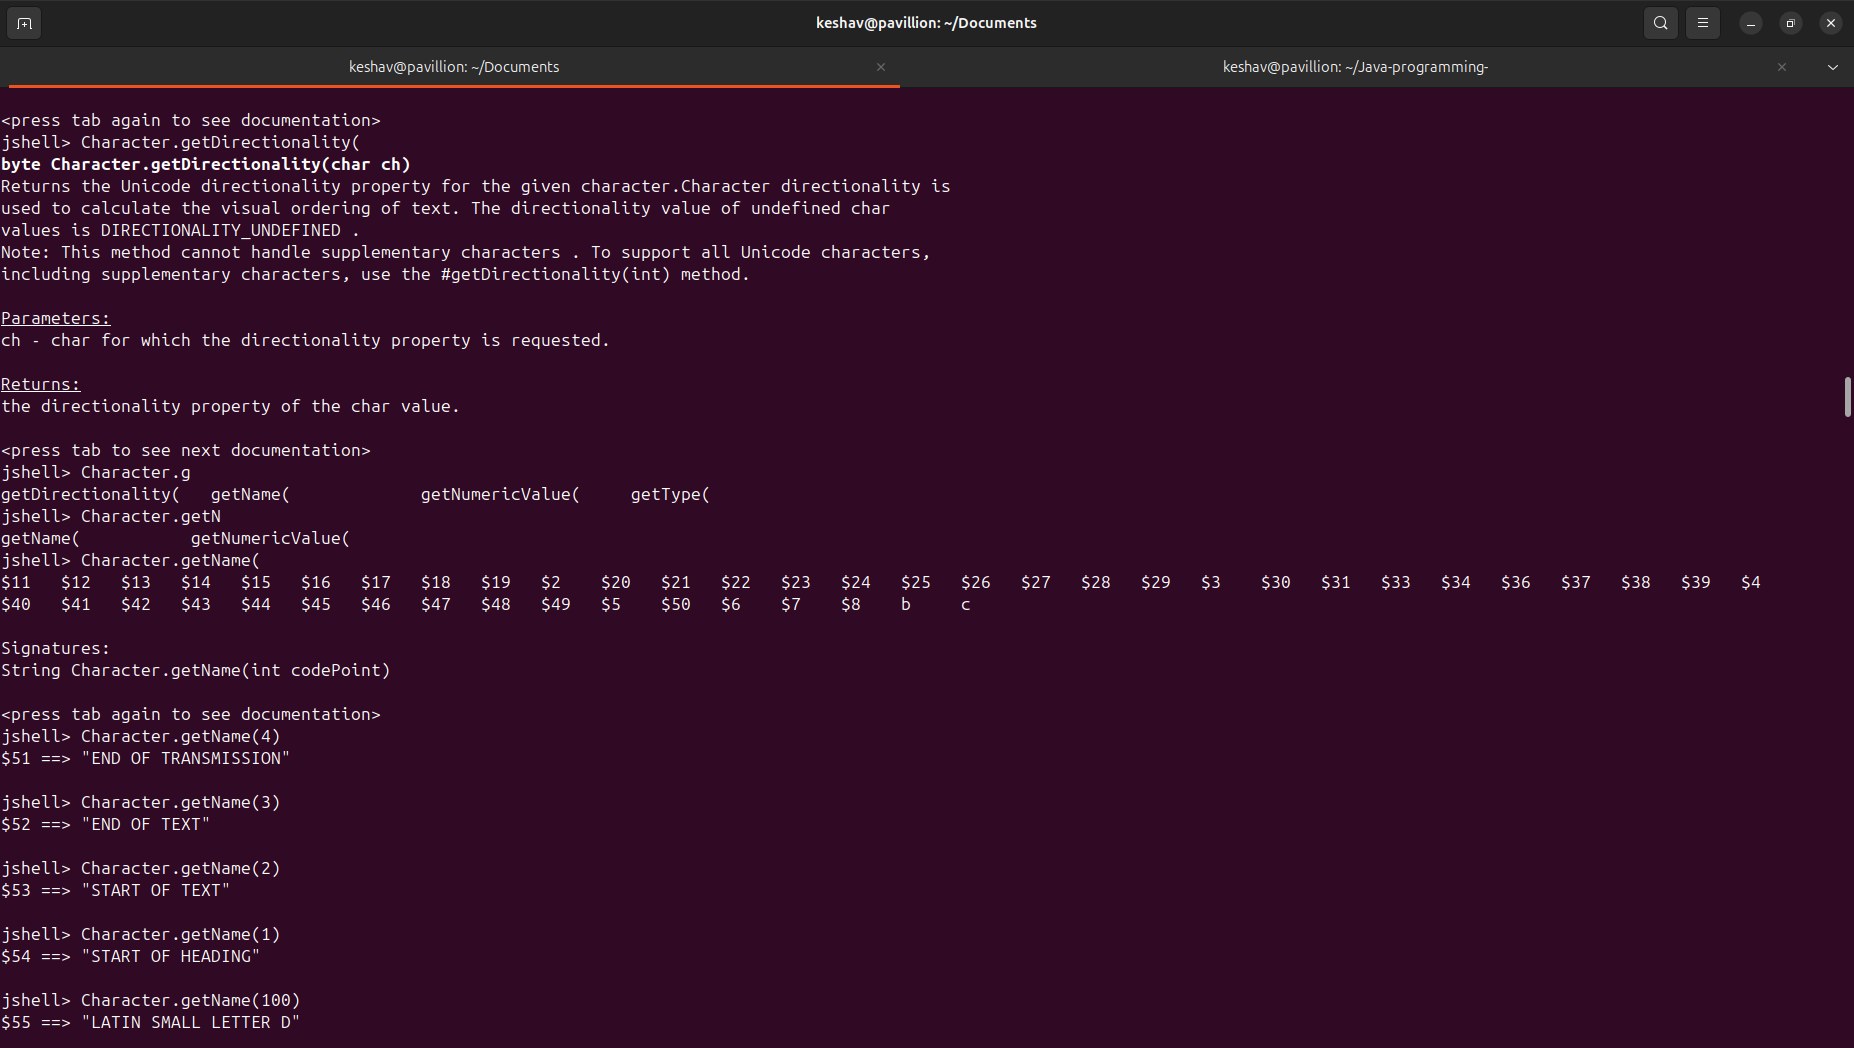 keshav@pavillion: ~/Documents
keshav@pavillion: ~/Documents
keshav@pavillion: ~/Java-programming-
<press tab again to see documentation>
jshell> Character.getDirectionality(
byte Character.getDirectionality(char ch)
Returns the Unicode directionality property for the given character.Character directionality is
used to calculate the visual ordering of text. The directionality value of undefined char
values is DIRECTIONALITY_UNDEFINED .
Note: This method cannot handle supplementary characters . To support all Unicode characters,
including supplementary characters, use the #getDirectionality(int) method.
Parameters:
ch - char for which the directionality property is requested.
Returns:
the directionality property of the char value.
<press tab to see next documentation>
jshell> Character.g
getDirectionality(   getName(             getNumericValue(     getType(
jshell> Character.getN
getName(           getNumericValue(
jshell> Character.getName(
$11   $12   $13   $14   $15   $16   $17   $18   $19   $2    $20   $21   $22   $23   $24   $25   $26   $27   $28   $29   $3    $30   $31   $33   $34   $36   $37   $38   $39   $4
$40   $41   $42   $43   $44   $45   $46   $47   $48   $49   $5    $50   $6    $7    $8    b     c
Signatures:
String Character.getName(int codePoint)
<press tab again to see documentation>
jshell> Character.getName(4)
$51 ==> "END OF TRANSMISSION"
jshell> Character.getName(3)
$52 ==> "END OF TEXT"
jshell> Character.getName(2)
$53 ==> "START OF TEXT"
jshell> Character.getName(1)
$54 ==> "START OF HEADING"
jshell> Character.getName(100)
$55 ==> "LATIN SMALL LETTER D"